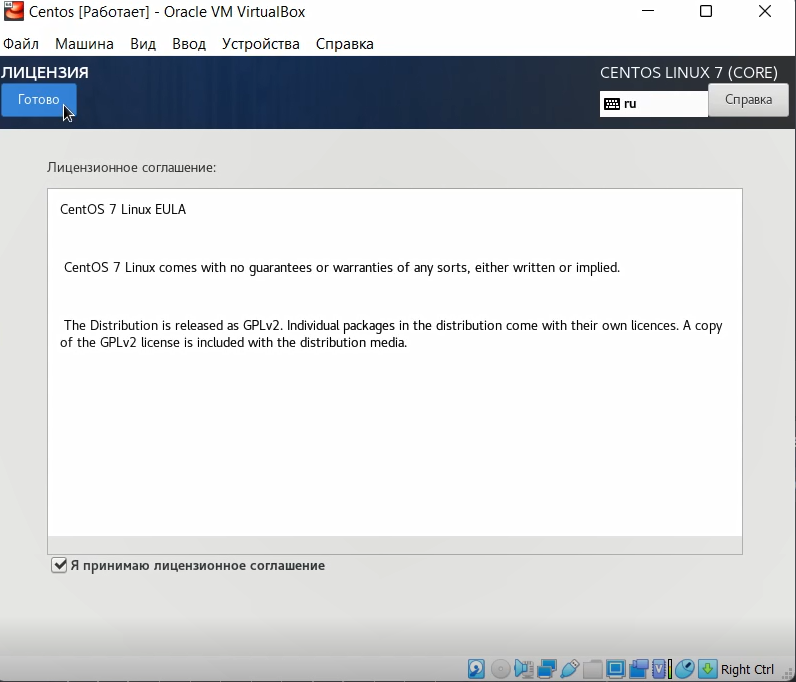 Centos [Работает] - Oracle VM VirtualBox
Файл Машина Вид Ввод Устройства Справка
ЛИЦЕНЗИЯ
CENTOS LINUX 7 (CORE)
Готово
ru
Справка
Лицензионное соглашение:
CentOS 7 Linux EULA
CentOS 7 Linux comes with no guarantees or warranties of any sorts, either written or implied.
The Distribution is released as GPLv2. Individual packages in the distribution come with their own licences. A copy
of the GPLv2 license is included with the distribution media.
Я принимаю лицензионное соглашение
Right Ctrl